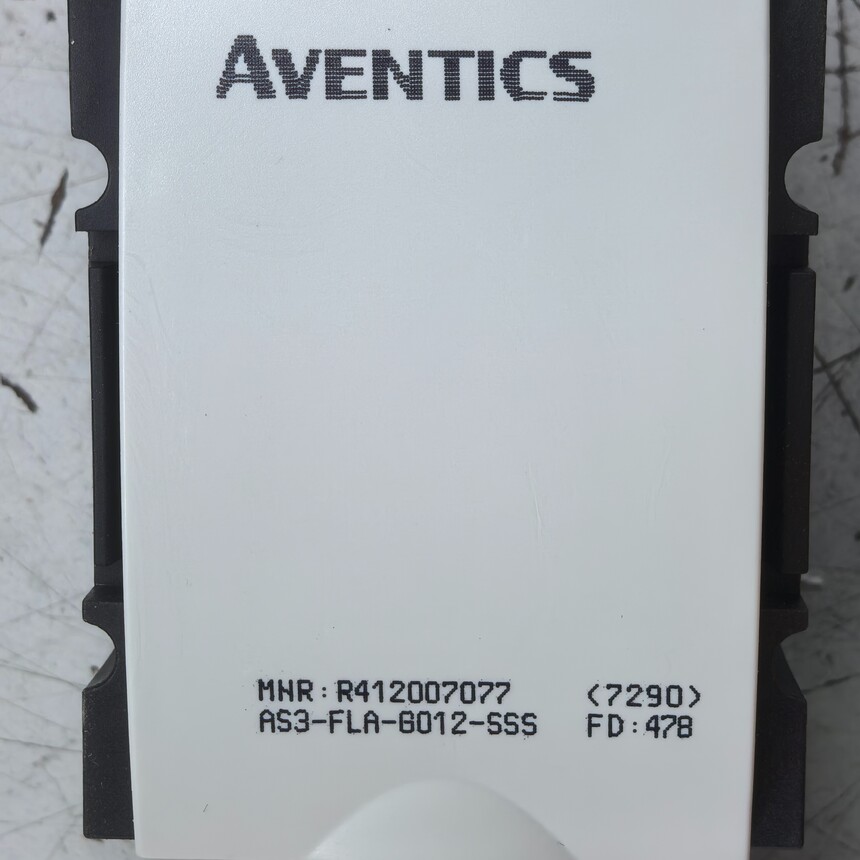 AVENTICS
MNR:R412007077 <7290>
AS3-FLA-G012-SSS FD:478